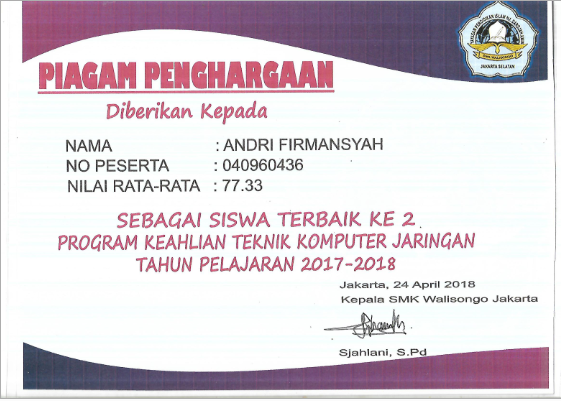 PIAGAM PENGHARGAAN
Diberikan Kepada
NAMA : ANDRI FIRMANSYAH
NO PESERTA : 040960436
NILAI RATA-RATA : 77.33
SEBAGAI SISWA TERBAIK KE 2
PROGRAM KEAHLIAN TEKNIK KOMPUTER JARINGAN
TAHUN PELAJARAN 2017-2018
Jakarta, 24 April 2018
Kepala SMK Walisongo Jakarta
Sjahlani, S.Pd
JAKARTA SELATAN